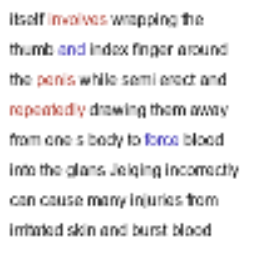 itself involves wrapping the
thumb and index finger around
the penis while semi erect and
repeatedly drawing them away
from one s body to force blood
into the glans Jelqing incorrectly
can cause many injuries from
irritated skin and burst blood